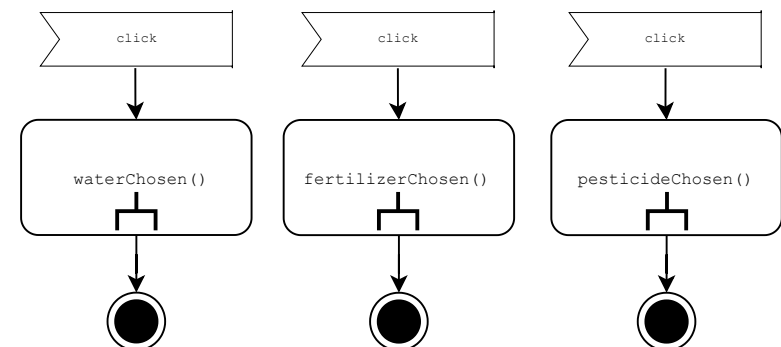 click
click
click
waterChosen()
fertilizerChosen()
pesticideChosen()